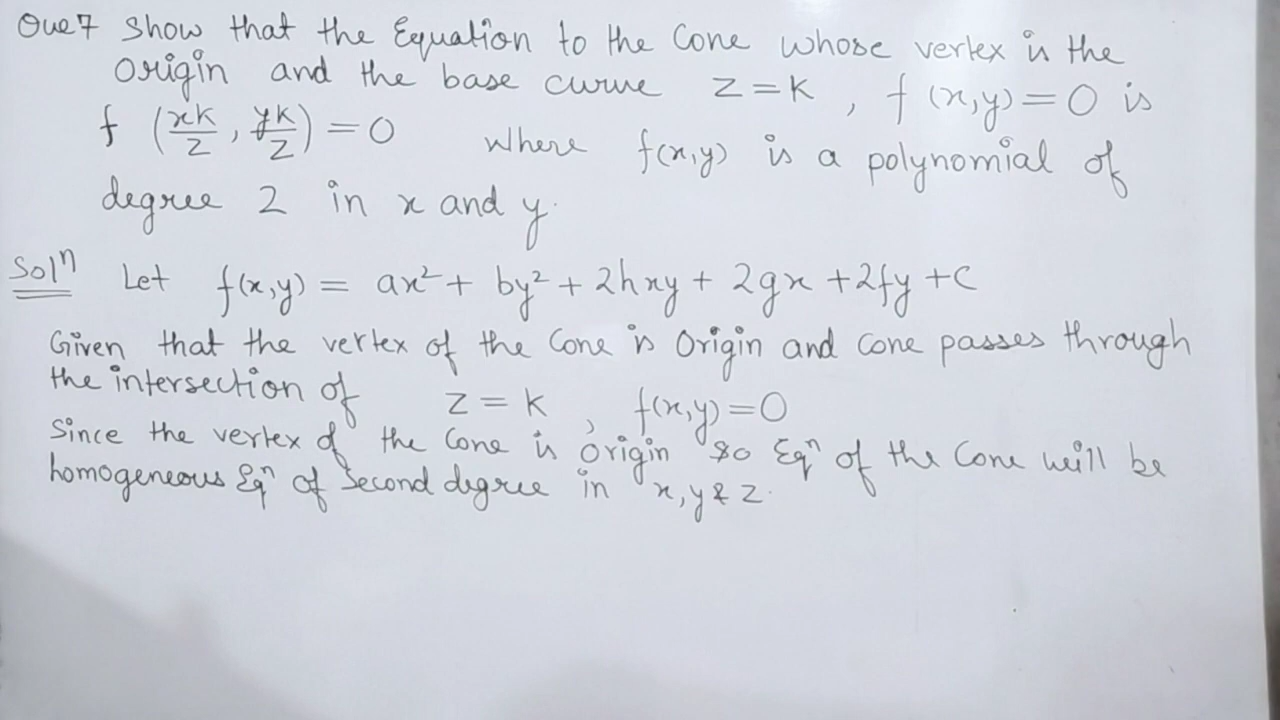 Que7 Show that the Equation to the Cone whose vertex is the
origin and the base curve z = k , f (x,y) = 0 is
f (xk/z , yk/z) = 0 where f(x,y) is a polynomial of
degree 2 in x and y.
Solⁿ Let f(x,y) = ax² + by² + 2hxy + 2gx + 2fy + c
Given that the vertex of the Cone is Origin and cone passes through
the intersection of z = k , f(x,y) = 0
Since the vertex of the Cone is origin so Eqⁿ of the Cone will be
homogeneous Eqⁿ of Second degree in x, y & z.